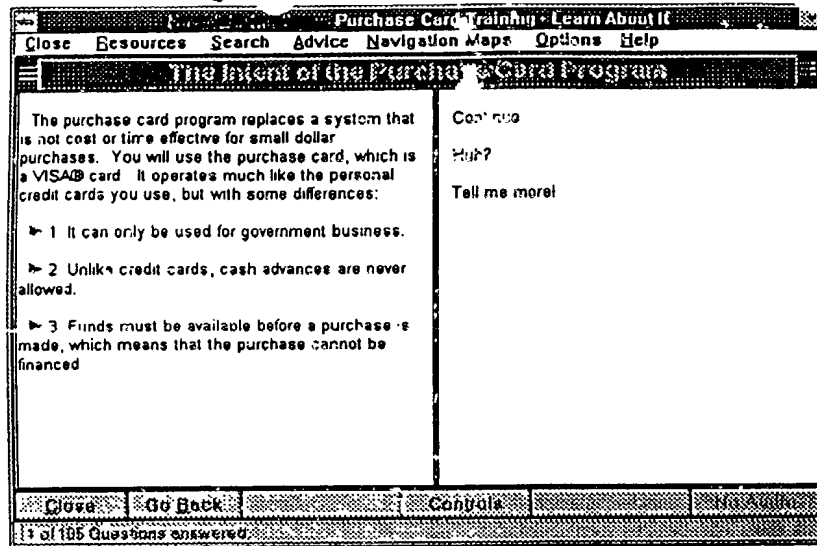 Purchase Card Training - Learn About It
Close Resources Search Advice Navigation Maps Options Help
The Intent of the Purchase Card Program
The purchase card program replaces a system that
is not cost or time effective for small dollar
purchases. You will use the purchase card, which is
a VISA® card It operates much like the personal
credit cards you use, but with some differences:
1 It can only be used for government business.
2 Unlike credit cards, cash advances are never
allowed.
3 Funds must be available before a purchase is
made, which means that the purchase cannot be
financed
Continue
Huh?
Tell me more!
Close Go Back Controls No Audio
of 105 Questions answered.